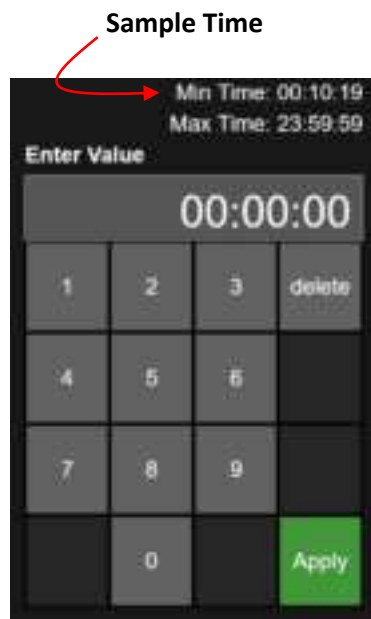 Sample Time
Min Time: 00:10:19
Max Time: 23:59:59
Enter Value
00:00:00
1 2 3 delete
4 5 6
7 8 9
0 Apply